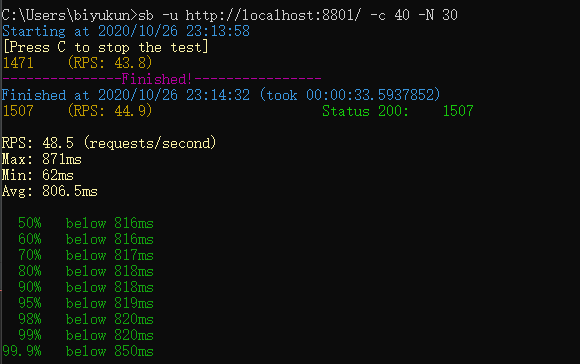 C:\Users\biyukun>sb -u http://localhost:8801/ -c 40 -N 30
Starting at 2020/10/26 23:13:58
[Press C to stop the test]
1471    (RPS: 43.8)
---------------Finished!----------------
Finished at 2020/10/26 23:14:32 (took 00:00:33.5937852)
1507    (RPS: 44.9)                     Status 200:    1507
RPS: 48.5 (requests/second)
Max: 871ms
Min: 62ms
Avg: 806.5ms
50%   below 816ms
60%   below 816ms
70%   below 817ms
80%   below 818ms
90%   below 818ms
95%   below 819ms
98%   below 820ms
99%   below 820ms
99.9%   below 850ms